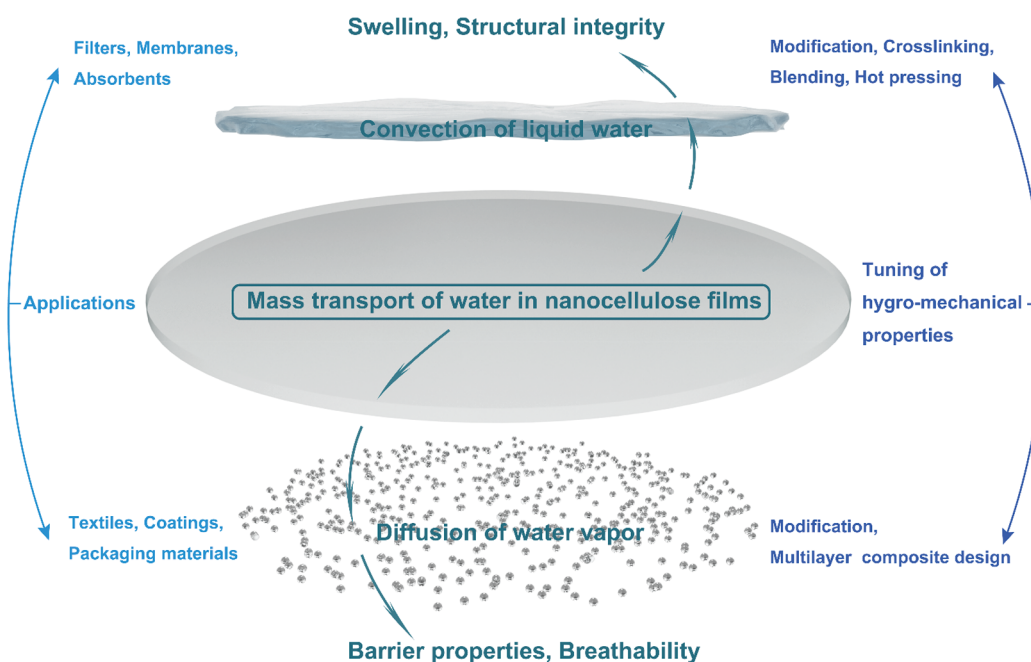 Swelling, Structural integrity
Filters, Membranes,
Absorbents
Modification, Crosslinking,
Blending, Hot pressing
Convection of liquid water
Applications
Mass transport of water in nanocellulose films
Tuning of
hygro-mechanical
properties
Textiles, Coatings,
Packaging materials
Diffusion of water vapor
Modification,
Multilayer composite design
Barrier properties, Breathability